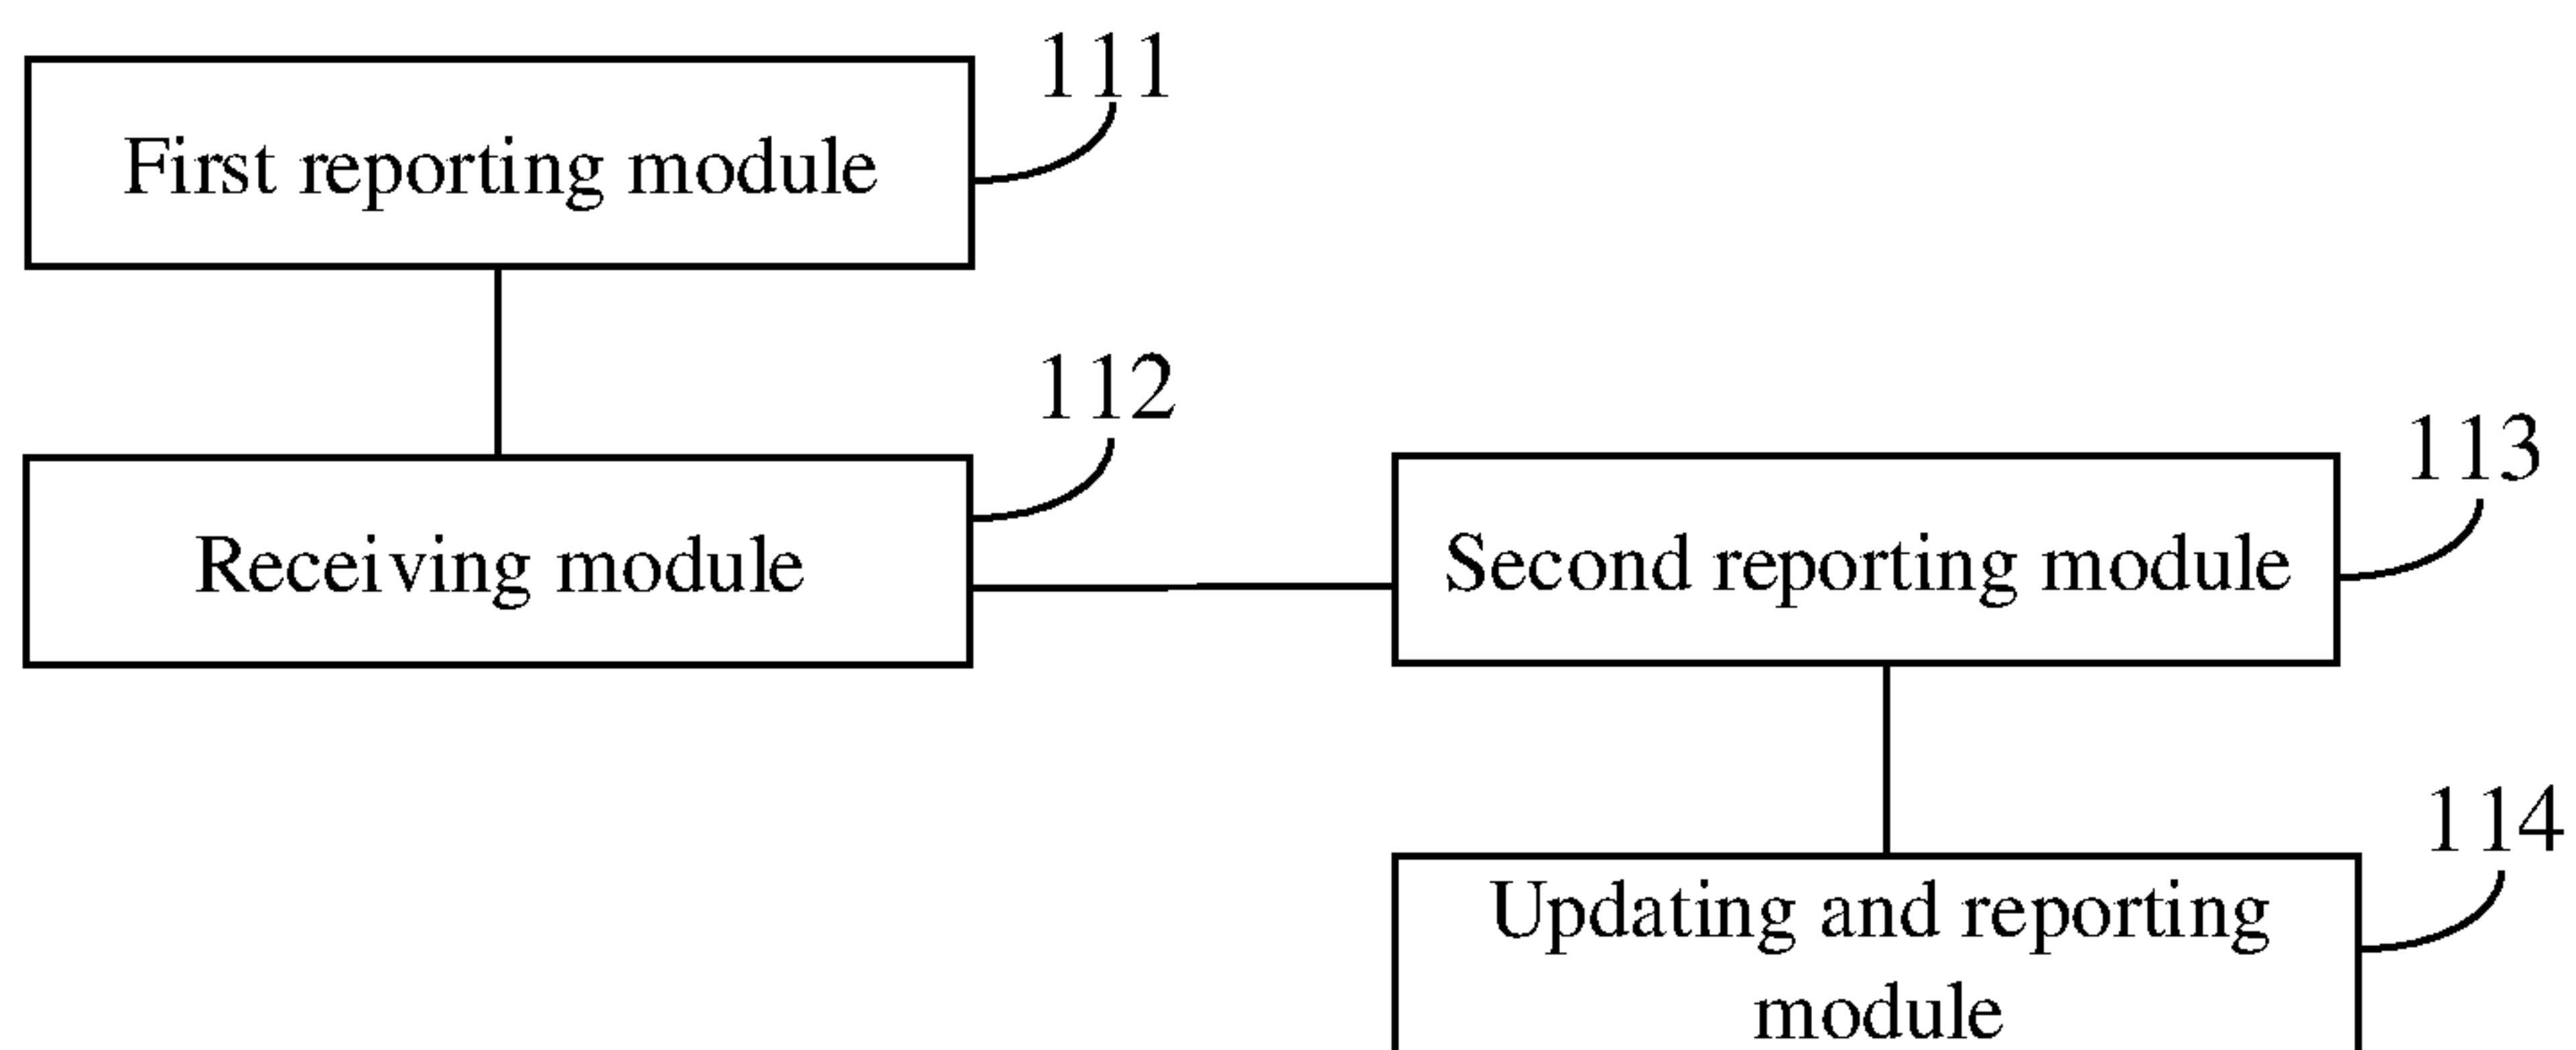 111
First reporting module
112
Receiving module
113
Second reporting module
114
Updating and reporting
module